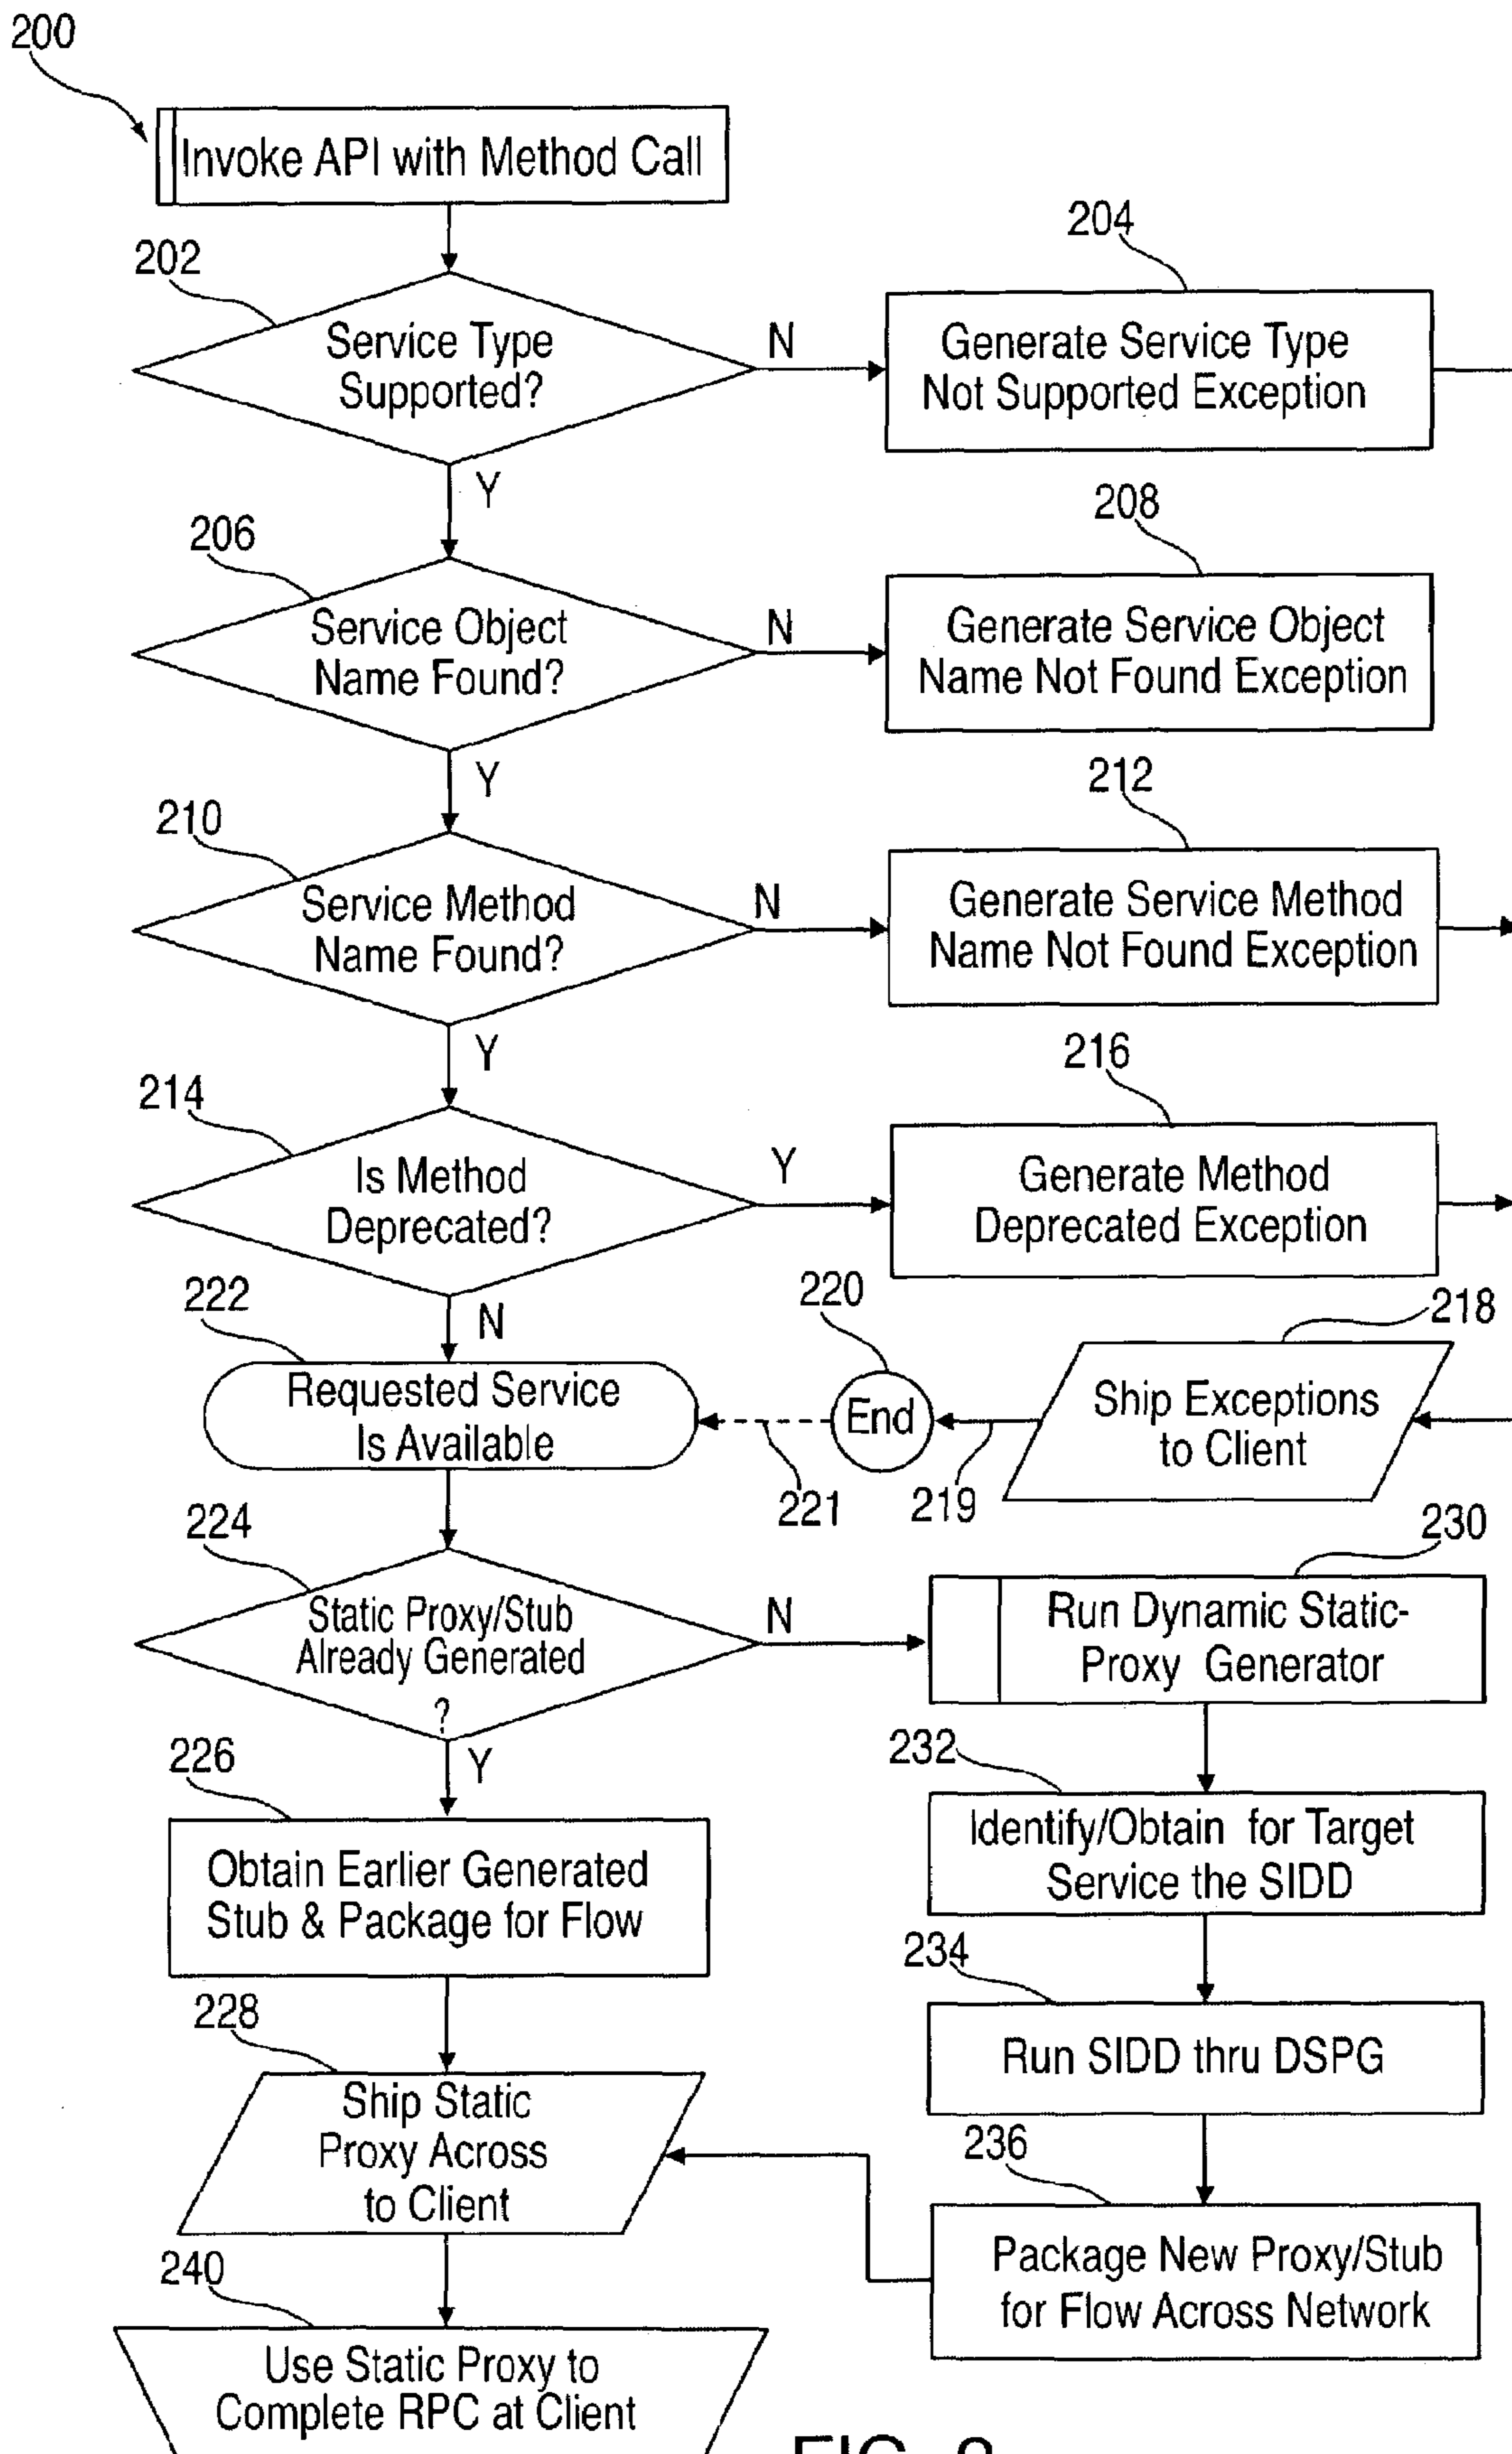 200
Invoke API with Method Call
202
Service Type
Supported?
N
204
Generate Service Type
Not Supported Exception
Y
206
Service Object
Name Found?
N
208
Generate Service Object
Name Not Found Exception
Y
210
Service Method
Name Found?
N
212
Generate Service Method
Name Not Found Exception
Y
214
Is Method
Deprecated?
Y
216
Generate Method
Deprecated Exception
N
222
Requested Service
Is Available
221
220
End
219
218
Ship Exceptions
to Client
224
Static Proxy/Stub
Already Generated
?
N
230
Run Dynamic Static-
Proxy Generator
Y
226
Obtain Earlier Generated
Stub & Package for Flow
232
Identify/Obtain for Target
Service the SIDD
234
Run SIDD thru DSPG
228
Ship Static
Proxy Across
to Client
236
Package New Proxy/Stub
for Flow Across Network
240
Use Static Proxy to
Complete RPC at Client